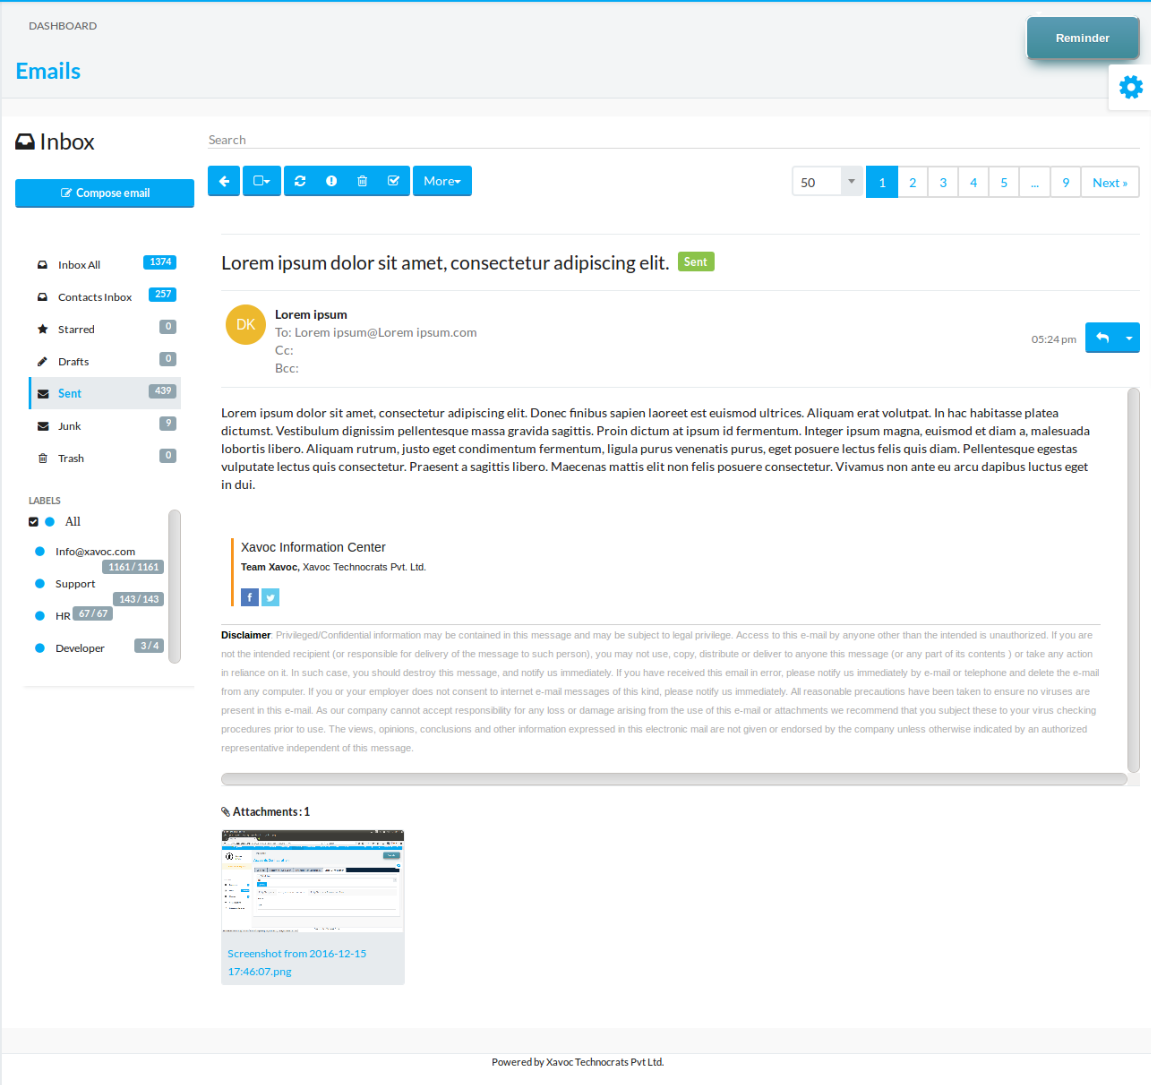 DASHBOARD
Reminder
Emails
Inbox
Search
Compose email
More
50
1 2 3 4 5 ... 9 Next »
Inbox All 1374
Contacts Inbox 257
Starred 0
Drafts 0
Sent 439
Junk 9
Trash 0
LABELS
All
Info@xavoc.com
1161 / 1161
Support
143 / 143
HR 67 / 67
Developer 3 / 4
Lorem ipsum dolor sit amet, consectetur adipiscing elit. Sent
DK
Lorem ipsum
To: Lorem ipsum@Lorem ipsum.com
Cc:
Bcc:
05:24 pm
Lorem ipsum dolor sit amet, consectetur adipiscing elit. Donec finibus sapien laoreet est euismod ultrices. Aliquam erat volutpat. In hac habitasse platea
dictumst. Vestibulum dignissim pellentesque massa gravida sagittis. Proin dictum at ipsum id fermentum. Integer ipsum magna, euismod et diam a, malesuada
lobortis libero. Aliquam rutrum, justo eget condimentum fermentum, ligula purus venenatis purus, eget posuere lectus felis quis diam. Pellentesque egestas
vulputate lectus quis consectetur. Praesent a sagittis libero. Maecenas mattis elit non felis posuere consectetur. Vivamus non ante eu arcu dapibus luctus eget
in dui.
Xavoc Information Center
Team Xavoc, Xavoc Technocrats Pvt. Ltd.
Disclaimer: Privileged/Confidential information may be contained in this message and may be subject to legal privilege. Access to this e-mail by anyone other than the intended is unauthorized. If you are
not the intended recipient (or responsible for delivery of the message to such person), you may not use, copy, distribute or deliver to anyone this message (or any part of its contents ) or take any action
in reliance on it. In such case, you should destroy this message, and notify us immediately. If you have received this email in error, please notify us immediately by e-mail or telephone and delete the e-mail
from any computer. If you or your employer does not consent to internet e-mail messages of this kind, please notify us immediately. All reasonable precautions have been taken to ensure no viruses are
present in this e-mail. As our company cannot accept responsibility for any loss or damage arising from the use of this e-mail or attachments we recommend that you subject these to your virus checking
procedures prior to use. The views, opinions, conclusions and other information expressed in this electronic mail are not given or endorsed by the company unless otherwise indicated by an authorized
representative independent of this message.
Attachments : 1
Screenshot from 2016-12-15
17:46:07.png
Powered by Xavoc Technocrats Pvt Ltd.